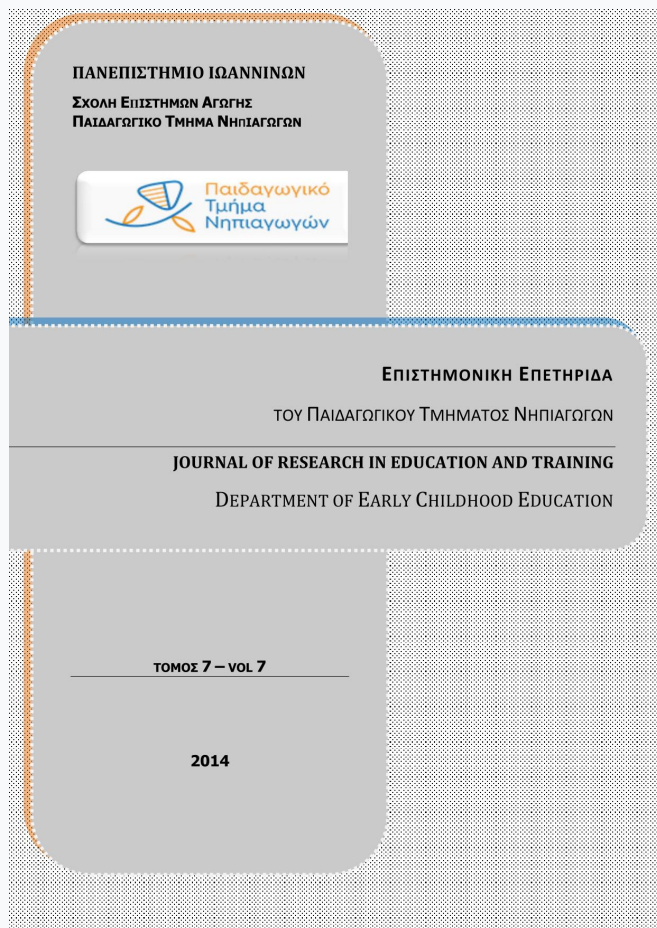 ΠΑΝΕΠΙΣΤΗΜΙΟ ΙΩΑΝΝΙΝΩΝ
ΣΧΟΛΗ ΕΠΙΣΤΗΜΩΝ ΑΓΩΓΗΣ
ΠΑΙΔΑΓΩΓΙΚΟ ΤΜΗΜΑ ΝΗΠΙΑΓΩΓΩΝ
Παιδαγωγικό
Τμήμα
Νηπιαγωγών
ΕΠΙΣΤΗΜΟΝΙΚΗ ΕΠΕΤΗΡΙΔΑ
ΤΟΥ ΠΑΙΔΑΓΩΓΙΚΟΥ ΤΜΗΜΑΤΟΣ ΝΗΠΙΑΓΩΓΩΝ
JOURNAL OF RESEARCH IN EDUCATION AND TRAINING
DEPARTMENT OF EARLY CHILDHOOD EDUCATION
ΤΟΜΟΣ 7 – VOL 7
2014